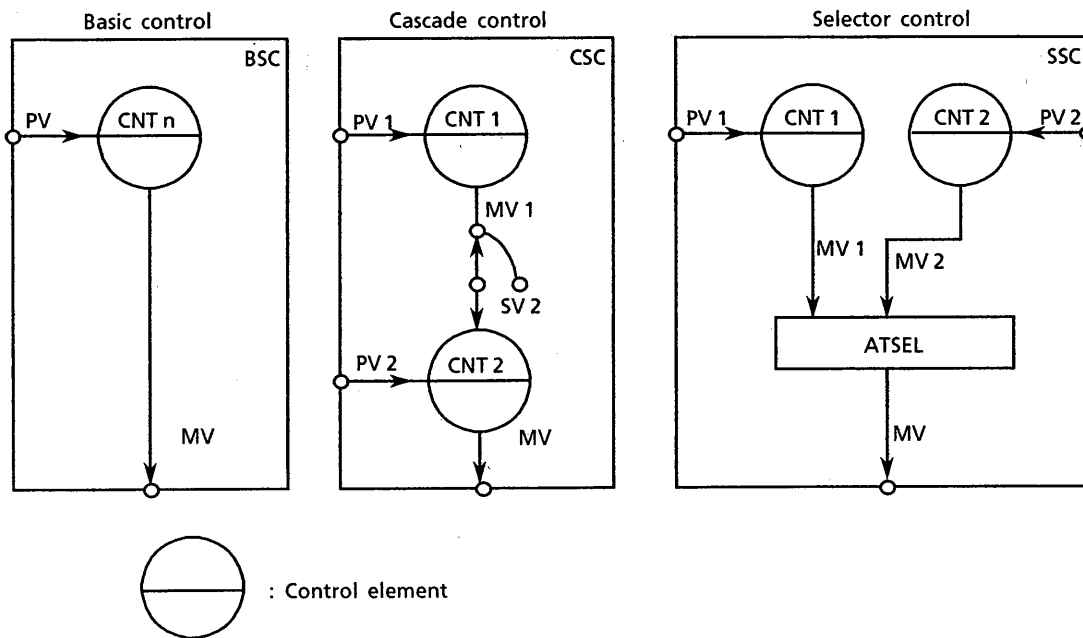 Basic control
BSC
PV
CNT n
MV
Cascade control
CSC
PV 1
CNT 1
MV 1
SV 2
PV 2
CNT 2
MV
Selector control
SSC
PV 1
CNT 1
CNT 2
PV 2
MV 1
MV 2
ATSEL
MV
: Control element